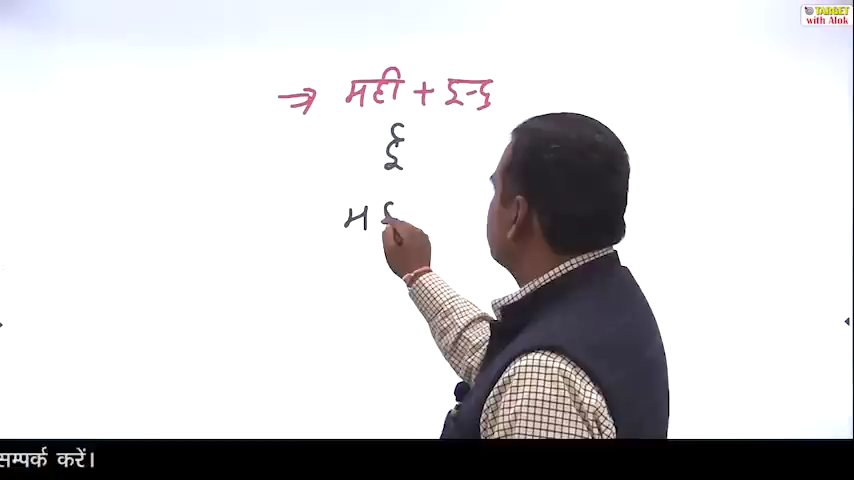 TARGET
with Alok
⇒ मही + इन्दु
ई
म
सम्पर्क करें।